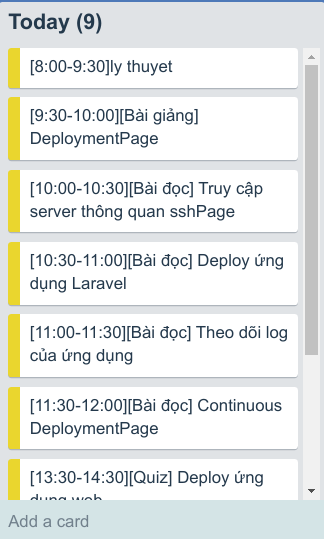 Today (9)
[8:00-9:30]ly thuyet
[9:30-10:00][Bài giảng]
DeploymentPage
[10:00-10:30][Bài đọc] Truy cập
server thông quan sshPage
[10:30-11:00][Bài đọc] Deploy ứng
dụng Laravel
[11:00-11:30][Bài đọc] Theo dõi log
của ứng dụng
[11:30-12:00][Bài đọc] Continuous
DeploymentPage
[13:30-14:30][Quiz] Deploy ứng
dụng web
Add a card